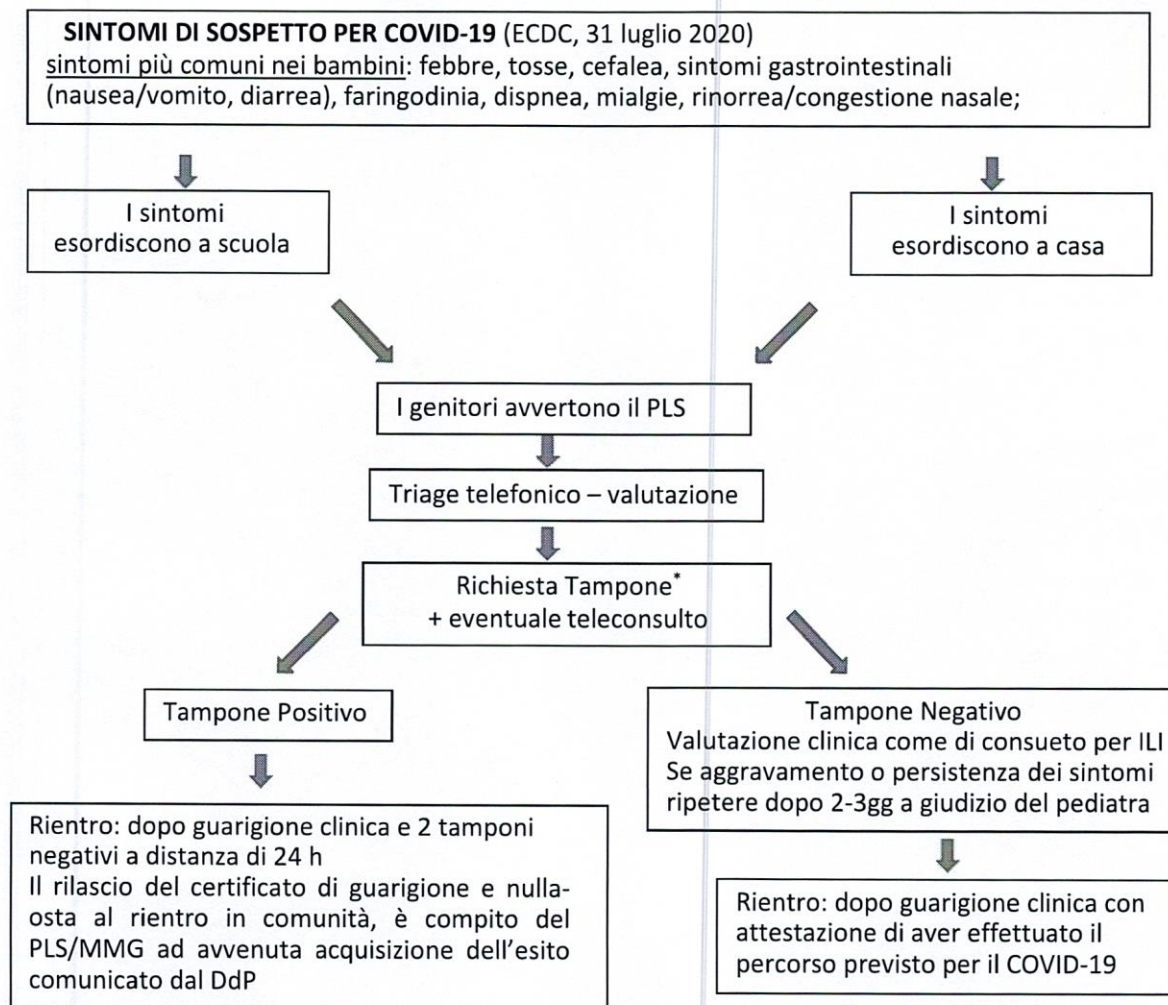 SINTOMI DI SOSPETTO PER COVID-19 (ECDC, 31 luglio 2020)
sintomi più comuni nei bambini: febbre, tosse, cefalea, sintomi gastrointestinali
(nausea/vomito, diarrea), faringodinia, dispnea, mialgie, rinorrea/congestione nasale;
I sintomi
esordiscono a scuola
I sintomi
esordiscono a casa
I genitori avvertono il PLS
Triage telefonico – valutazione
Richiesta Tampone*
+ eventuale teleconsulto
Tampone Positivo
Tampone Negativo
Valutazione clinica come di consueto per ILI
Se aggravamento o persistenza dei sintomi
ripetere dopo 2-3gg a giudizio del pediatra
Rientro: dopo guarigione clinica e 2 tamponi
negativi a distanza di 24 h
Il rilascio del certificato di guarigione e nulla-
osta al rientro in comunità, è compito del
PLS/MMG ad avvenuta acquisizione dell'esito
comunicato dal DdP
Rientro: dopo guarigione clinica con
attestazione di aver effettuato il
percorso previsto per il COVID-19